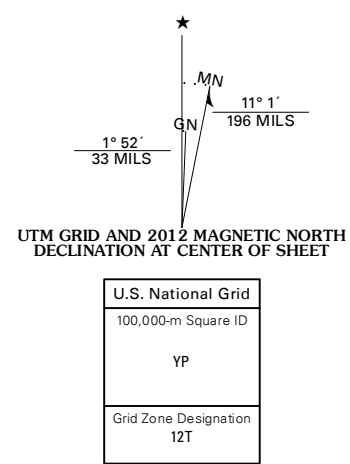 ★
MN
11° 1´
196 MILS
GN
1° 52´
33 MILS
UTM GRID AND 2012 MAGNETIC NORTH
DECLINATION AT CENTER OF SHEET
U.S. National Grid
100,000-m Square ID
YP
Grid Zone Designation
12T